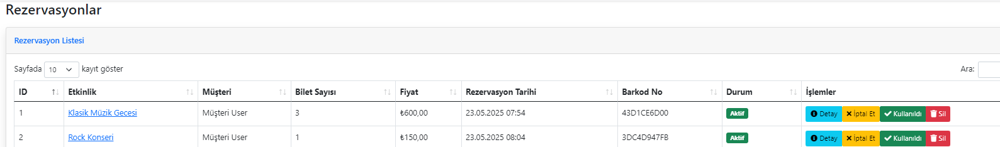 Rezervasyonlar
Rezervasyon Listesi
Sayfada 10 kayıt göster Ara:
ID Etkinlik Müşteri Bilet Sayısı Fiyat Rezervasyon Tarihi Barkod No Durum İşlemler
1 Klasik Müzik Gecesi Müşteri User 3 ₺600,00 23.05.2025 07:54 43D1CE6D00 Aktif Detay İptal Et Kullanıldı Sil
2 Rock Konseri Müşteri User 1 ₺150,00 23.05.2025 08:04 3DC4D947FB Aktif Detay İptal Et Kullanıldı Sil